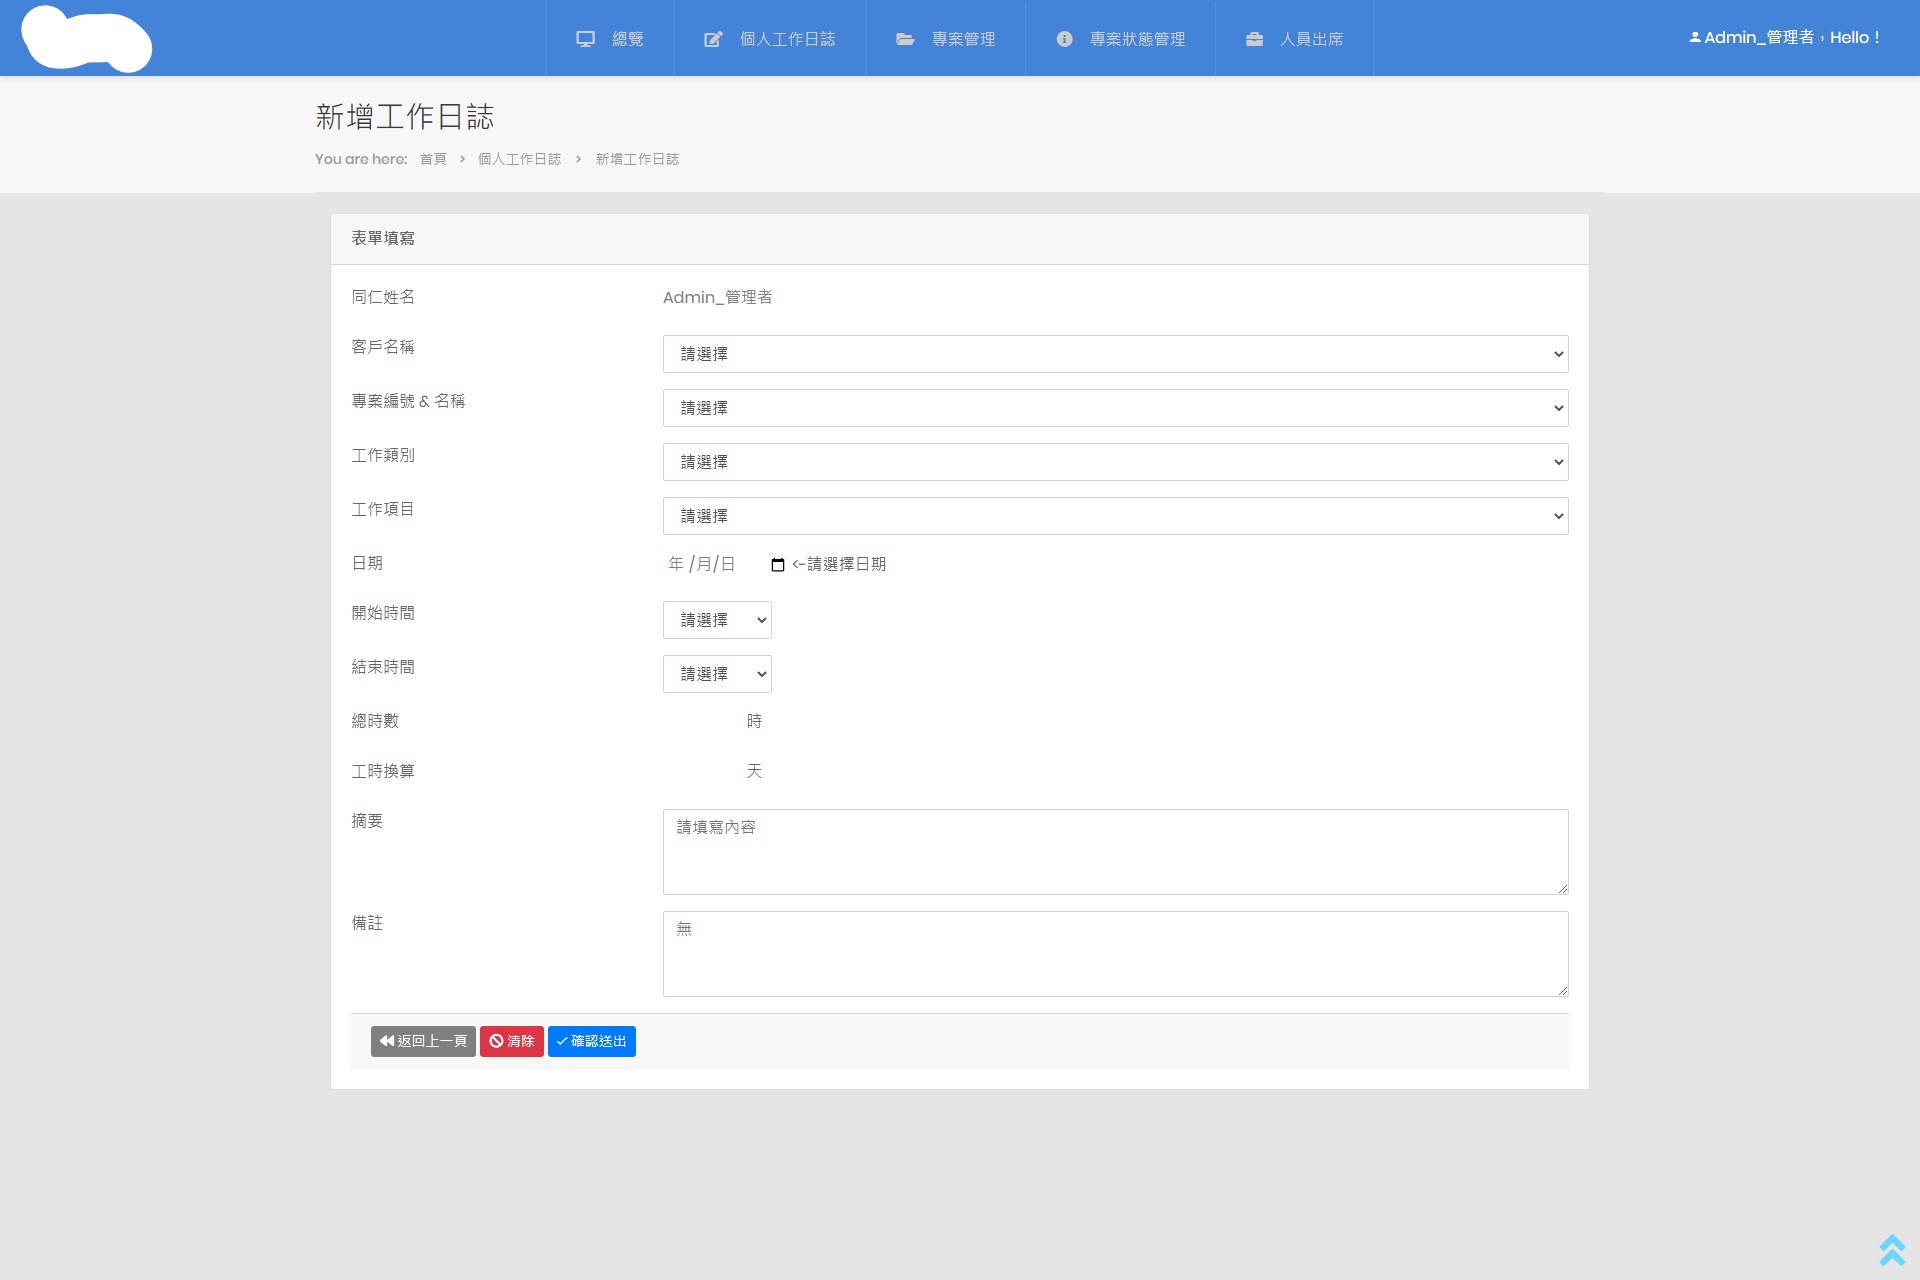 總覽
個人工作日誌
專案管理
專案狀態管理
人員出席
Admin_管理者，Hello！
新增工作日誌
You are here: 首頁 > 個人工作日誌 > 新增工作日誌
表單填寫
同仁姓名 Admin_管理者
客戶名稱 請選擇
專案編號 & 名稱 請選擇
工作類別 請選擇
工作項目 請選擇
日期 年 /月/日 <-請選擇日期
開始時間 請選擇
結束時間 請選擇
總時數 時
工時換算 天
摘要 請填寫內容
備註 無
返回上一頁 清除 確認送出